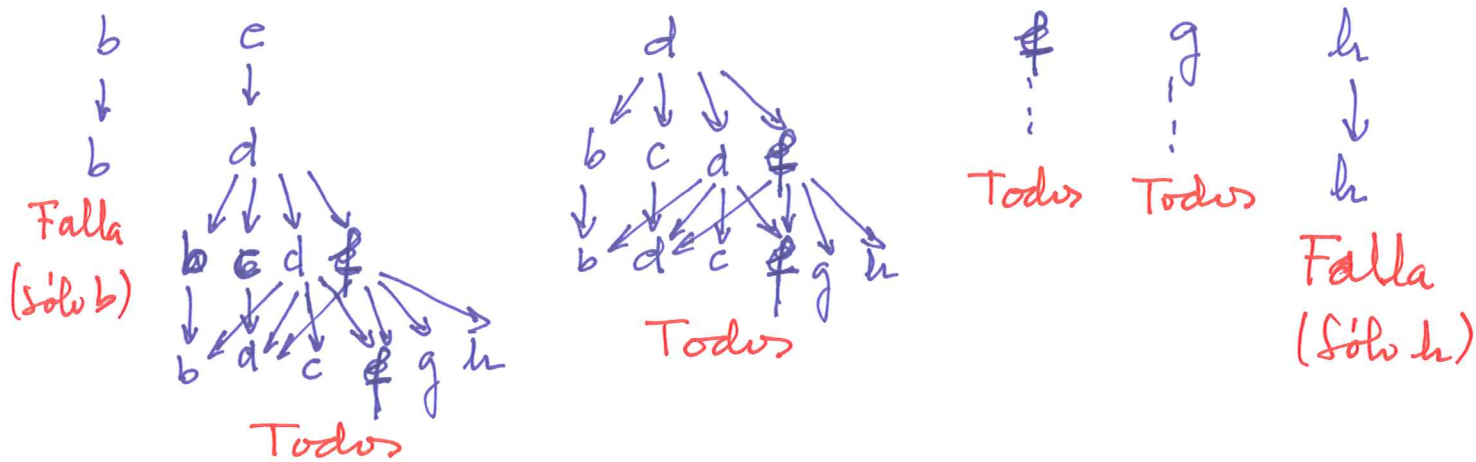 b
b
Falla
(sólo b)
c
d
b c d f
b d c f g h
Todos
d
b c d f
b d c f g h
Todos
f
Todos
g
Todos
h
h
Falla
(Sólo h)